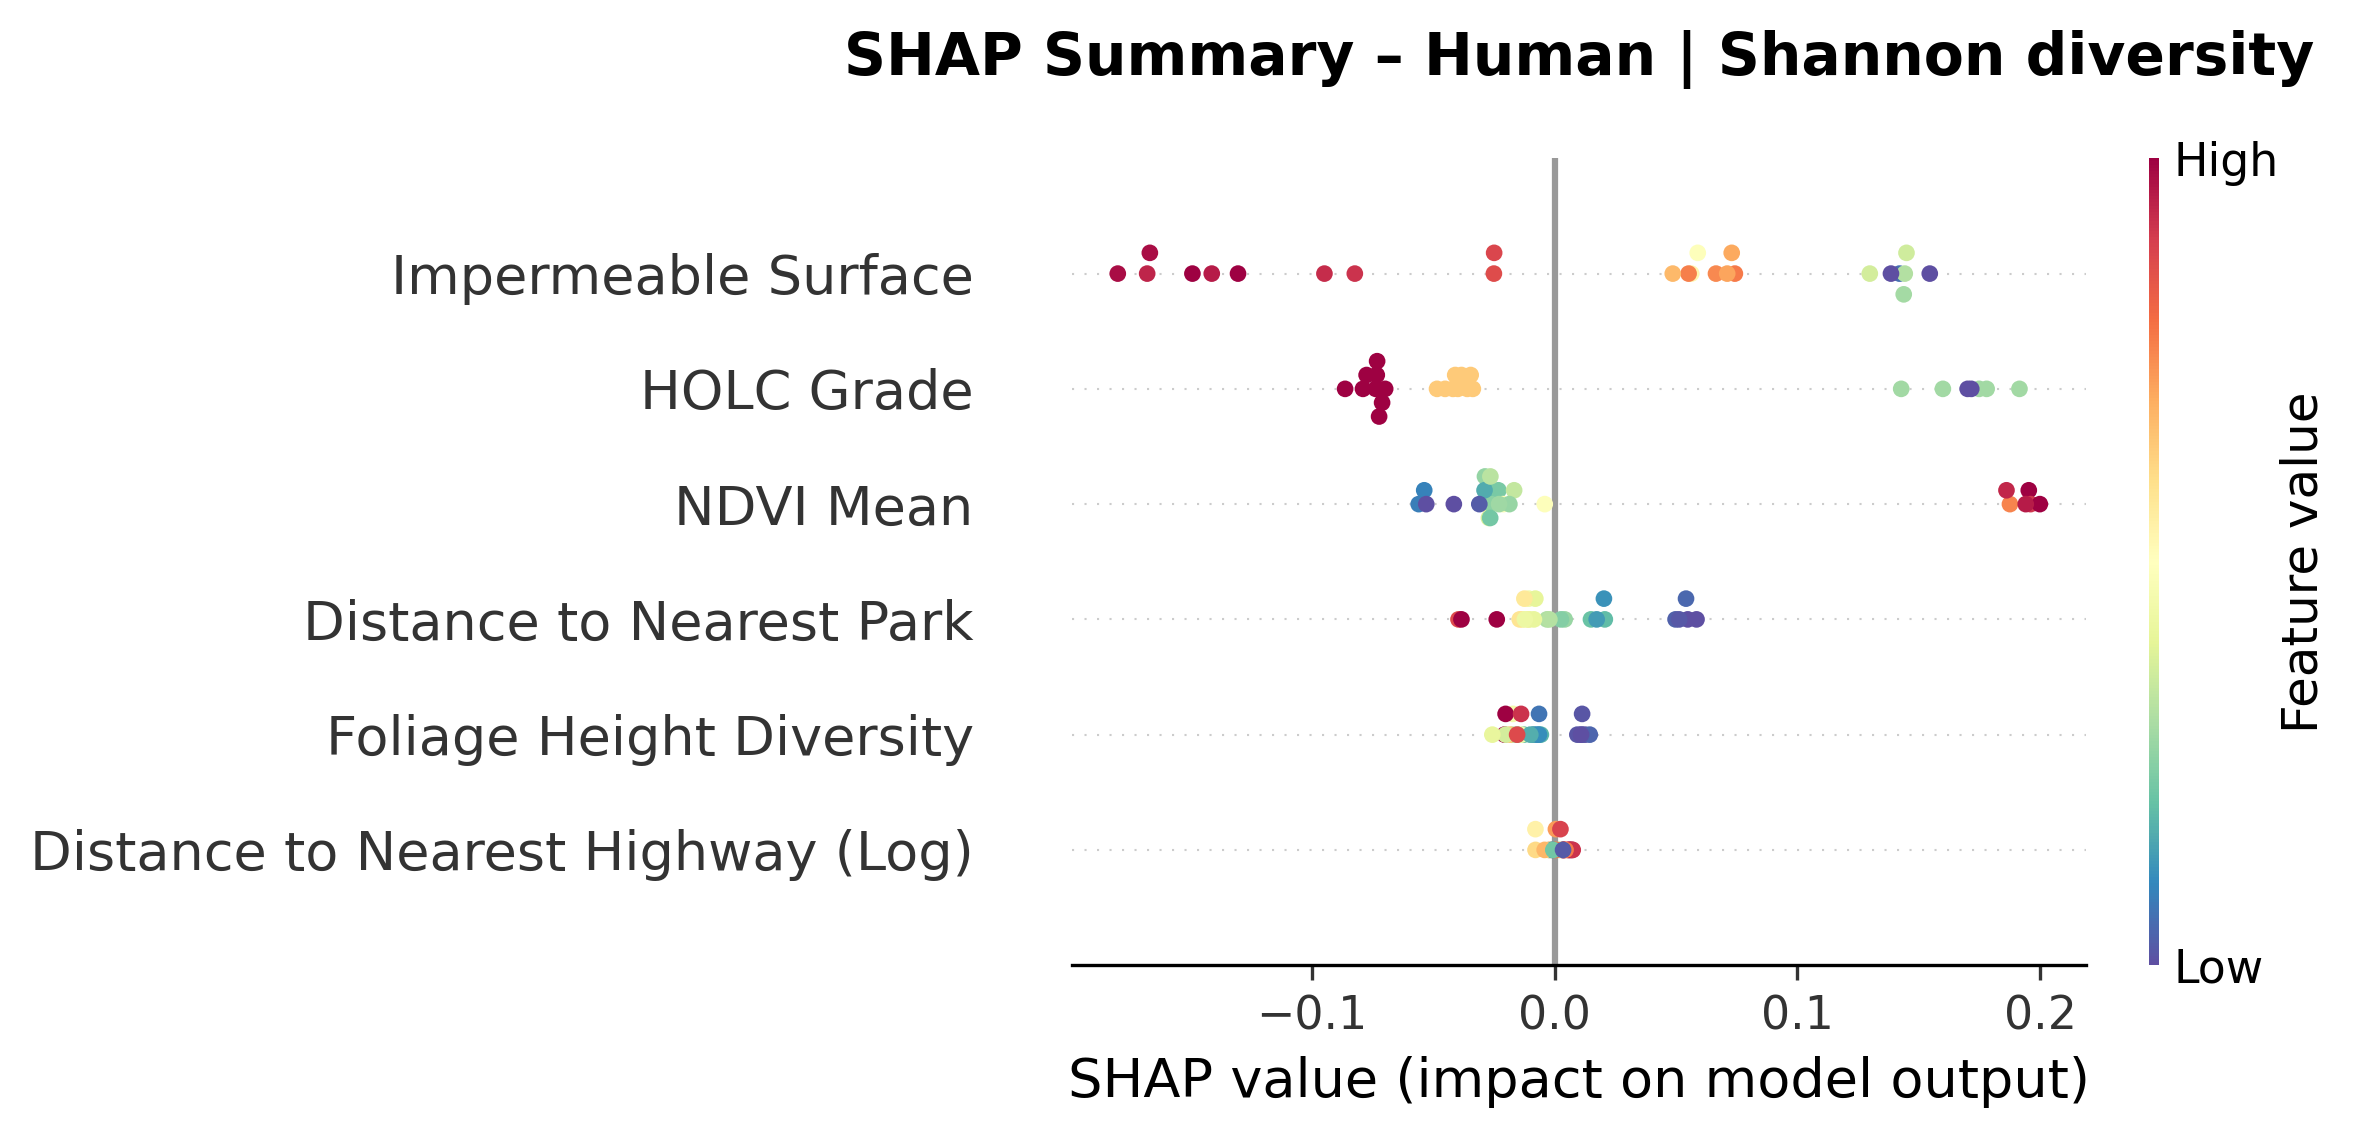 SHAP Summary – Human | Shannon diversity
High
Impermeable Surface
HOLC Grade
NDVI Mean
Distance to Nearest Park
Foliage Height Diversity
Distance to Nearest Highway (Log)
Feature value
Low
−0.1 0.0 0.1 0.2
SHAP value (impact on model output)